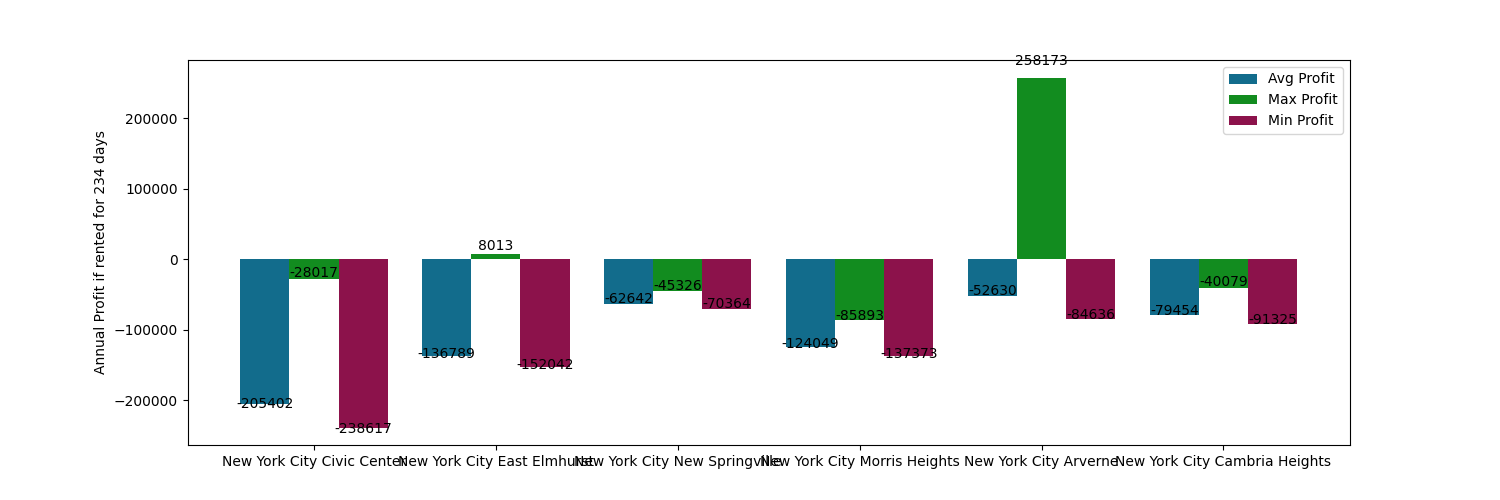 258173
Avg Profit
Max Profit
Min Profit
Annual Profit if rented for 234 days
200000
100000
0
−100000
−200000
8013
-28017
-45326
-62642
-70364
-85893
-52630
-84636
-40079
-79454
-91325
-136789
-152042
-124049
-137373
-205402
-238617
New York City Civic Center
New York City East Elmhurst
New York City New Springville
New York City Morris Heights
New York City Arverne
New York City Cambria Heights